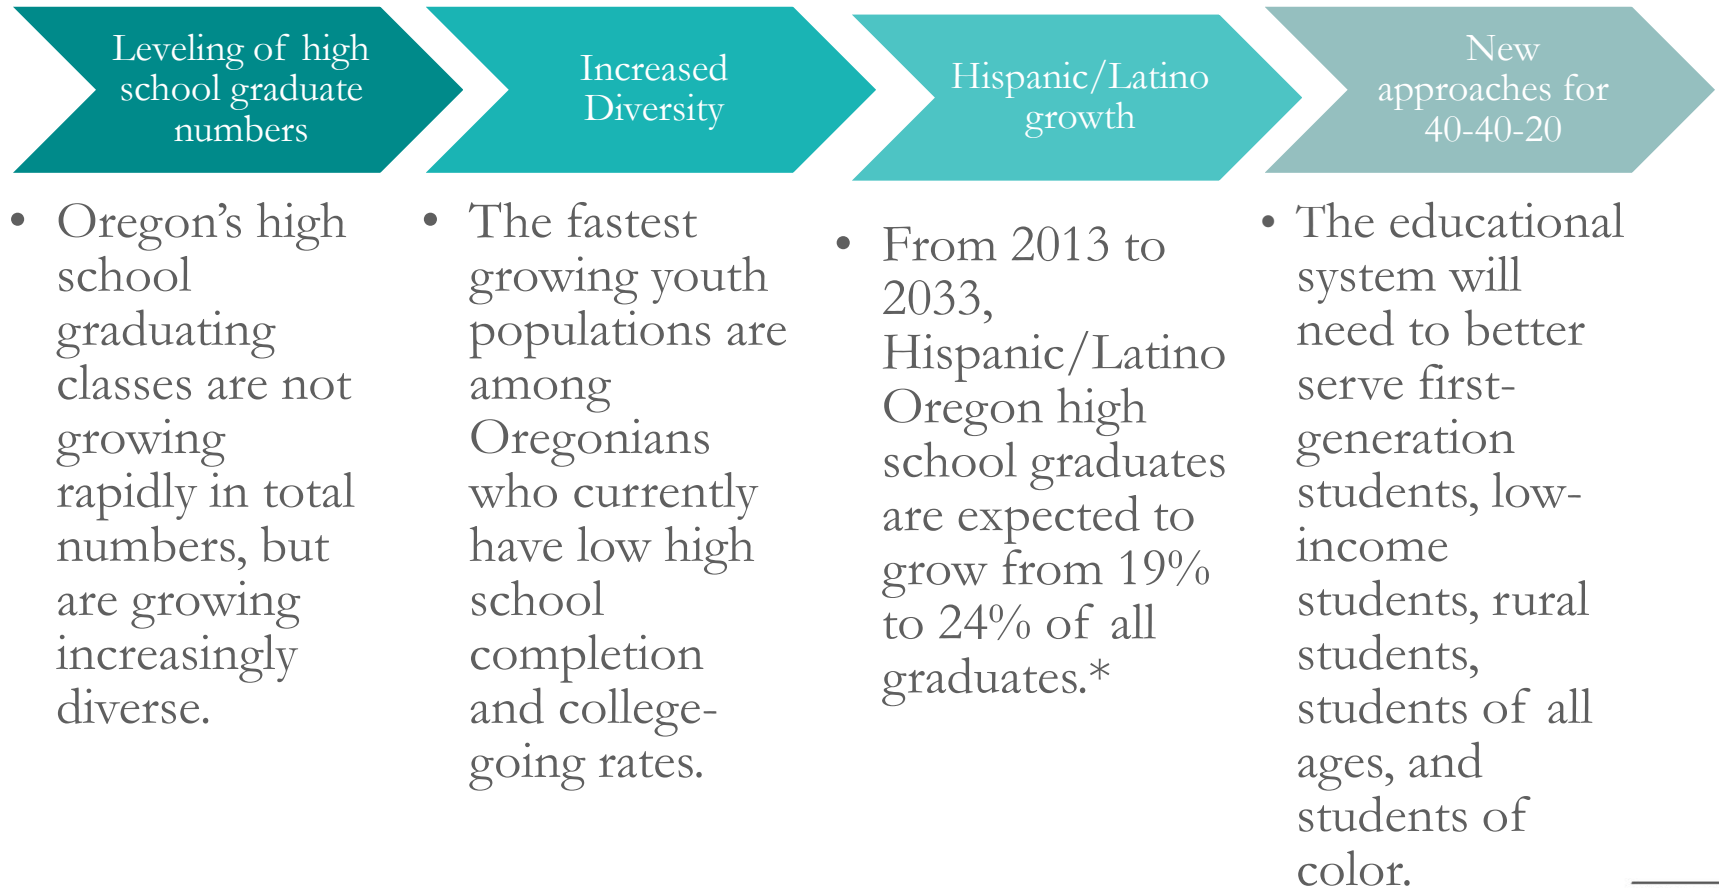 Leveling of high
school graduate
numbers
• Oregon’s high
school
graduating
classes are not
growing
rapidly in total
numbers, but
are growing
increasingly
diverse.
Increased
Diversity
• The fastest
growing youth
populations are
among
Oregonians
who currently
have low high
school
completion
and college-
going rates.
Hispanic/Latino
growth
• From 2013 to
2033,
Hispanic/Latino
Oregon high
school graduates
are expected to
grow from 19%
to 24% of all
graduates.*
New
approaches for
40-40-20
• The educational
system will
need to better
serve first-
generation
students, low-
income
students, rural
students,
students of all
ages, and
students of
color.